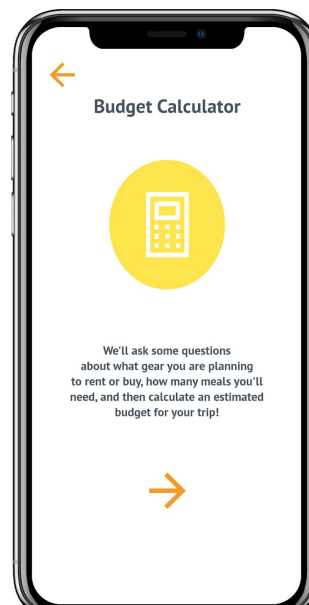 Budget Calculator
We'll ask some questions
about what gear you are planning
to rent or buy, how many meals you'll
need, and then calculate an estimated
budget for your trip!